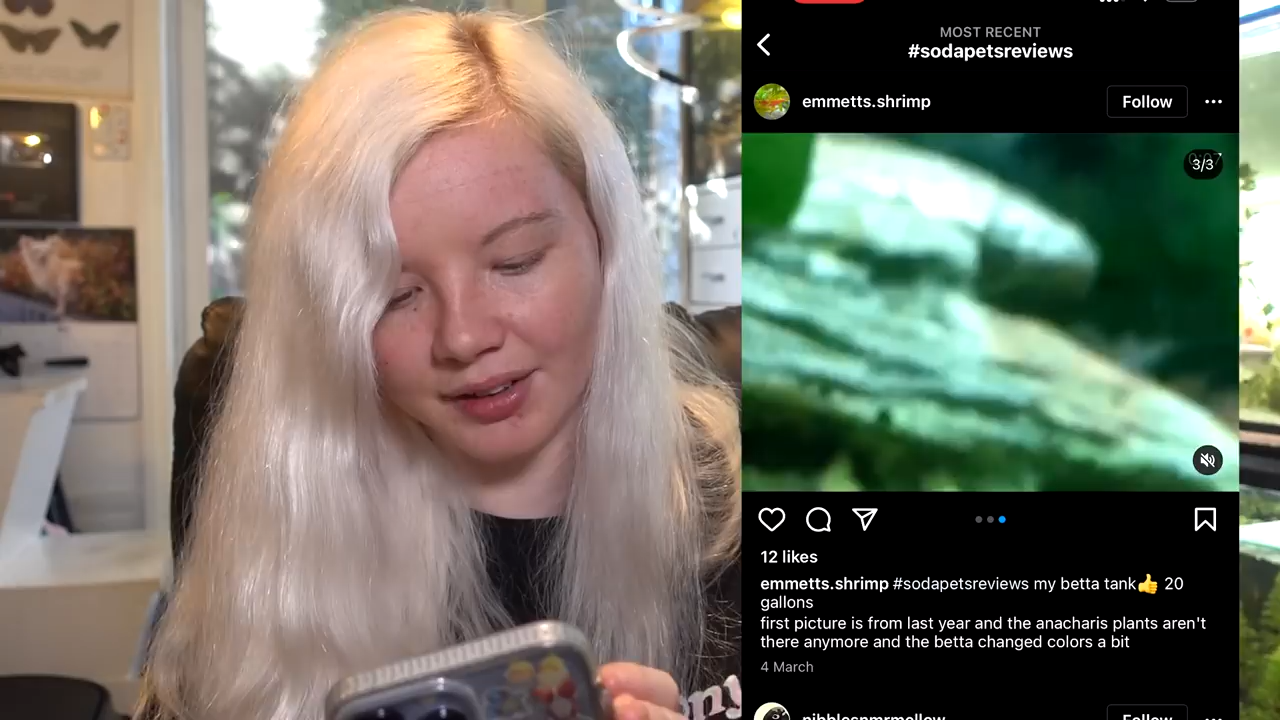 MOST RECENT
#sodapetsreviews
emmetts.shrimp
Follow
3/3
12 likes
emmetts.shrimp #sodapetsreviews my betta tank👍 20
gallons
first picture is from last year and the anacharis plants aren't
there anymore and the betta changed colors a bit
4 March
Follow